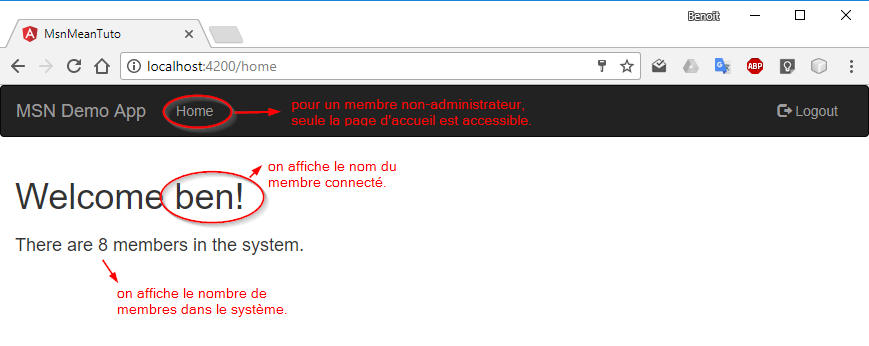 Benoît
MsnMeanTuto
localhost:4200/home
ABP
MSN Demo App Home Logout
pour un membre non-administrateur,
seule la page d'accueil est accessible.
on affiche le nom du
membre connecté.
Welcome ben!
There are 8 members in the system.
on affiche le nombre de
membres dans le système.